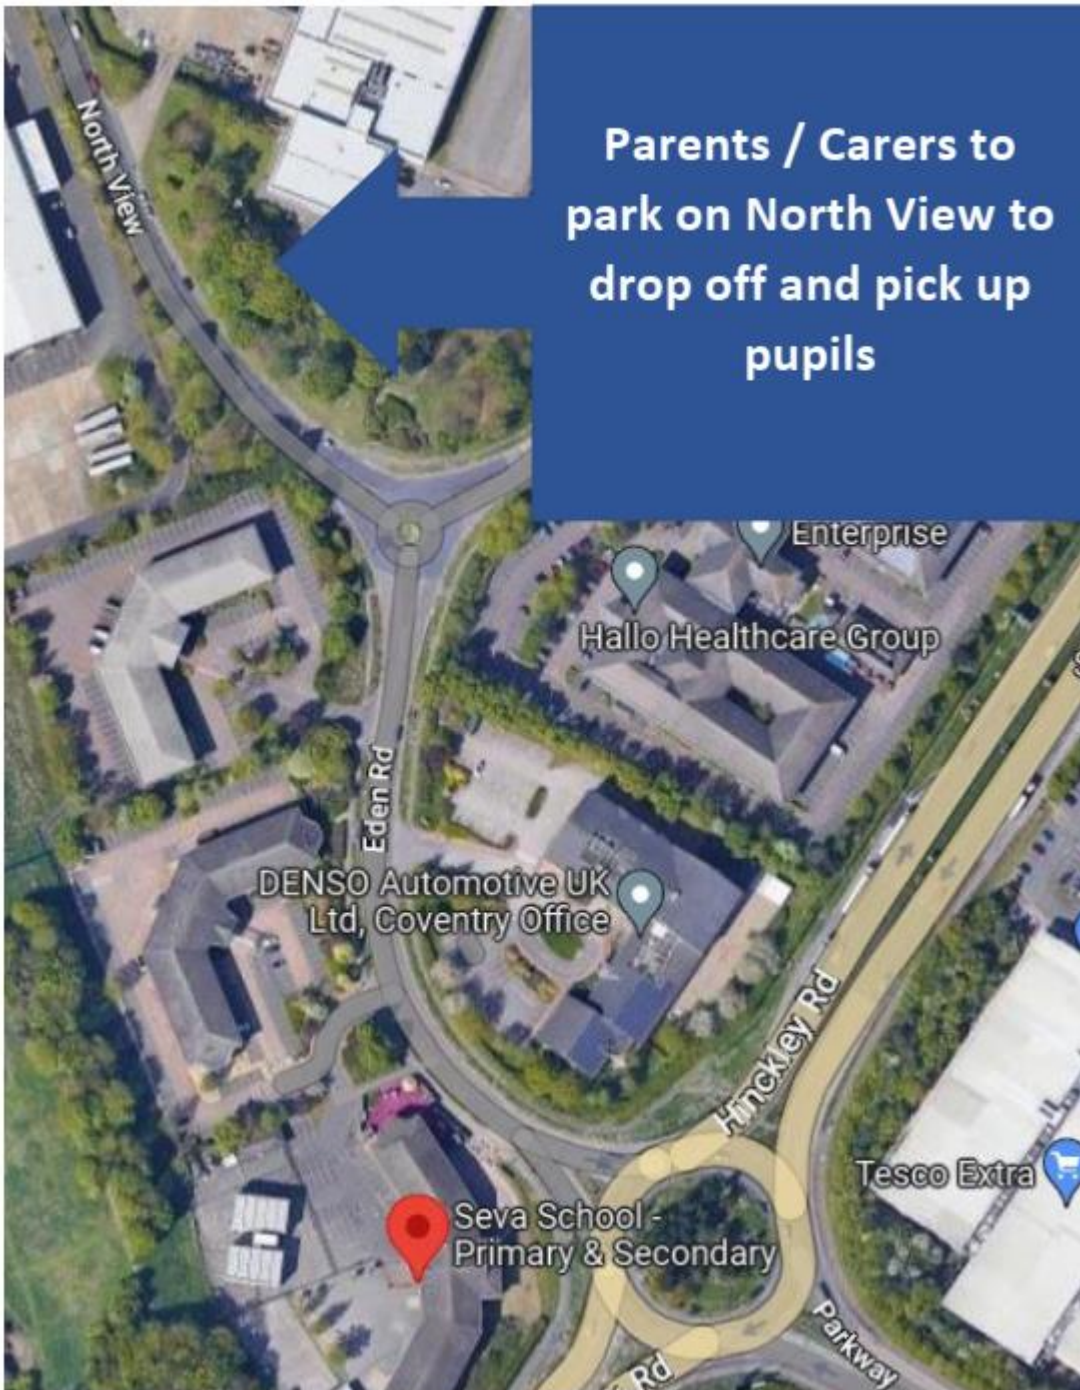 North View
Parents / Carers to
park on North View to
drop off and pick up
pupils
Enterprise
Hallo Healthcare Group
Eden Rd
DENSO Automotive UK
Ltd, Coventry Office
Hinckley Rd
Tesco Extra
Seva School -
Primary & Secondary
Parkway
Rd